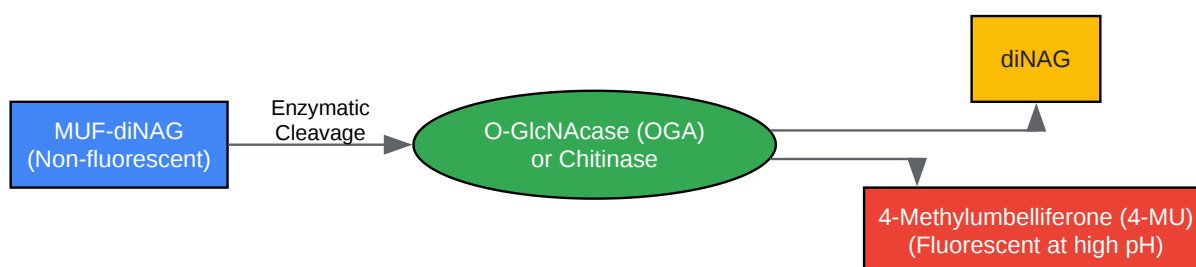 MUF-diNAG
(Non-fluorescent)
Enzymatic
Cleavage
O-GlcNAcase (OGA)
or Chitinase
diNAG
4-Methylumbelliferone (4-MU)
(Fluorescent at high pH)